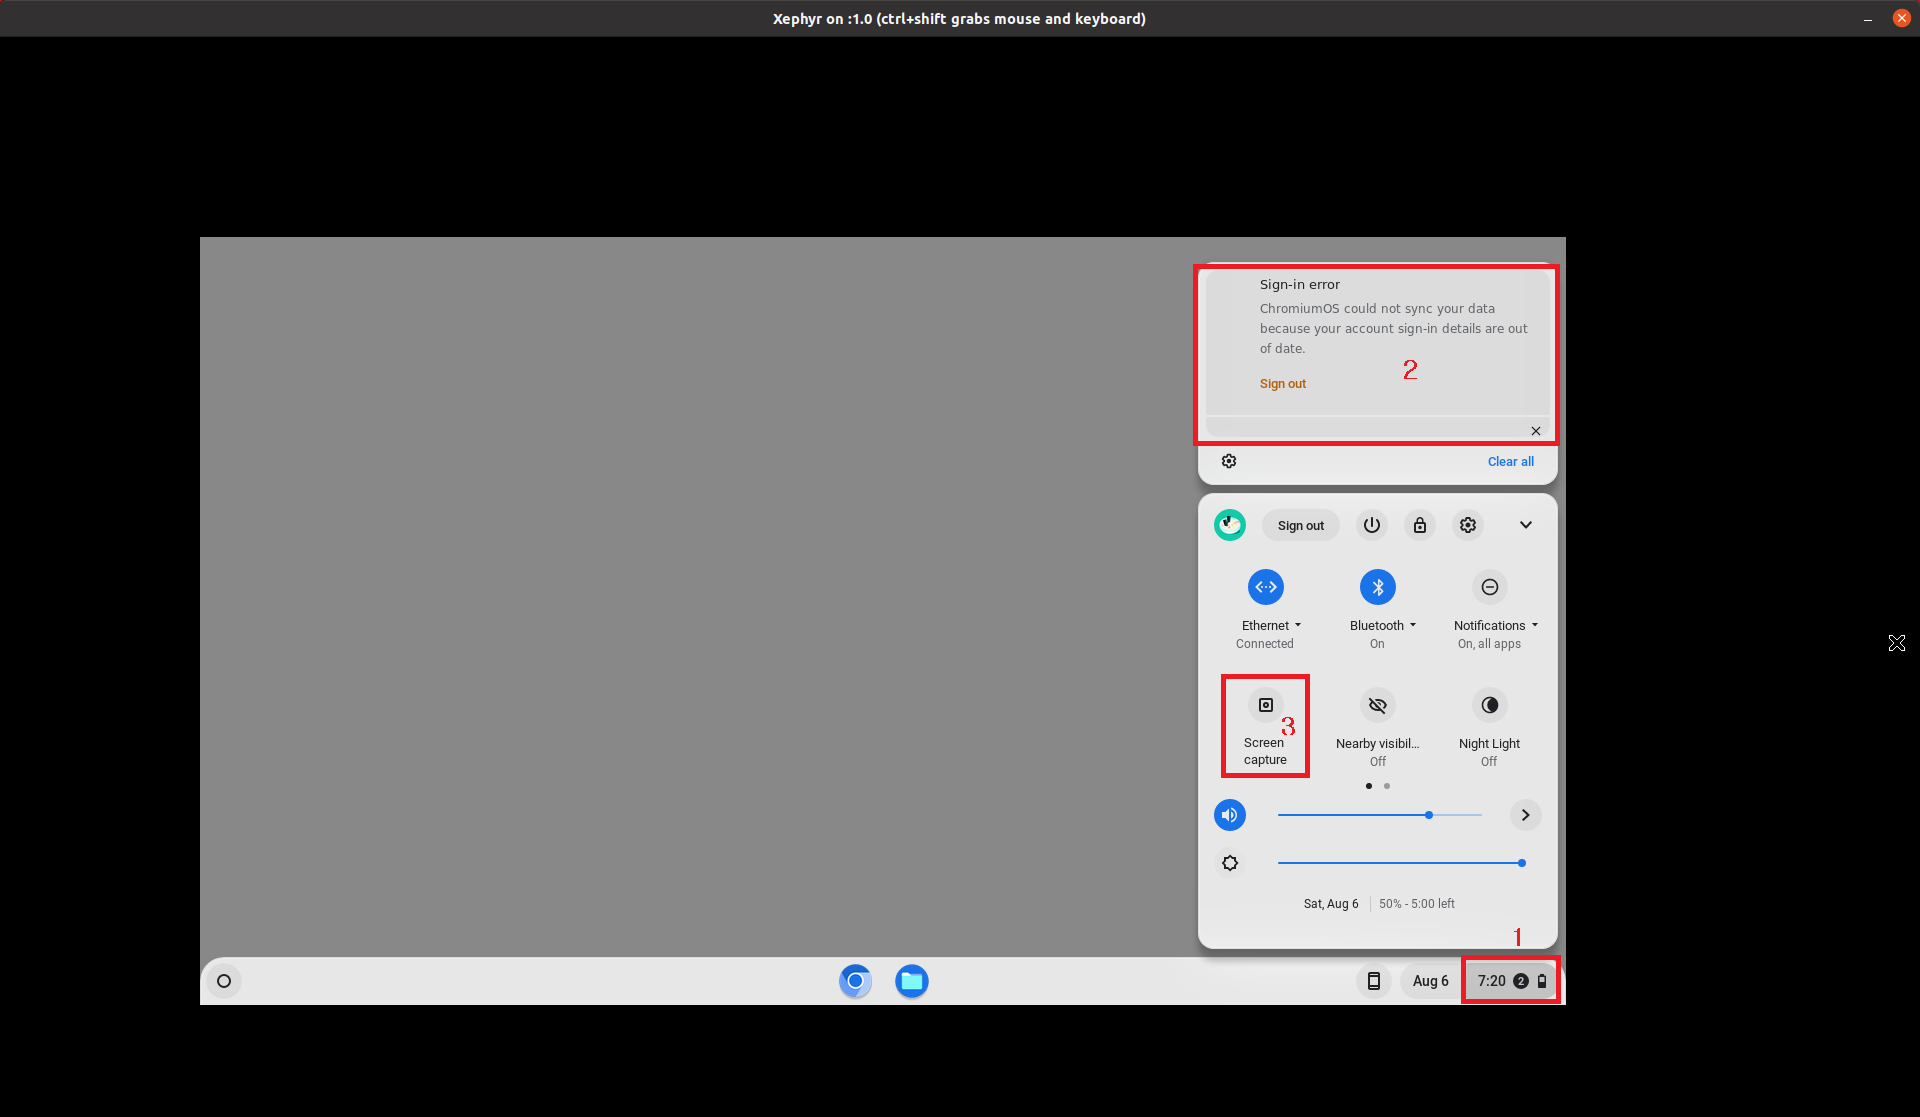 Xephyr on :1.0 (ctrl+shift grabs mouse and keyboard)
Sign-in error
ChromiumOS could not sync your data
because your account sign-in details are out
of date.
2
Sign out
Clear all
Sign out
Ethernet
Connected
Bluetooth
On
Notifications
On, all apps
3
Screen
capture
Nearby visibil...
Off
Night Light
Off
Sat, Aug 6
50% - 5:00 left
1
Aug 6
7:20
2